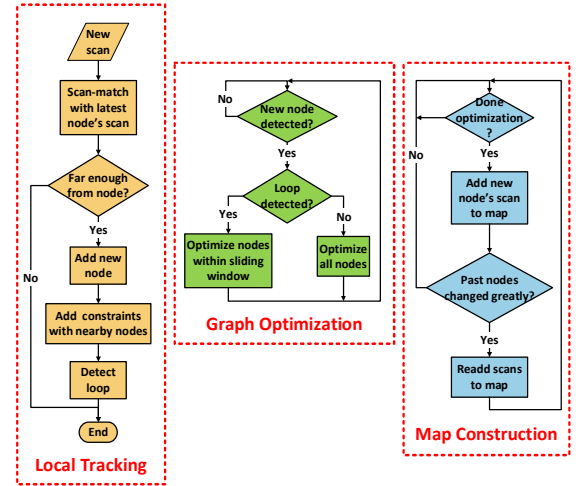 New
scan
Scan-match
with latest
node's scan
Far enough
from node?
Yes
No
Add new
node
Add constraints
with nearby nodes
Detect
loop
End
Local Tracking
No
New node
detected?
Yes
Loop
detected?
Yes
No
Optimize nodes
within sliding
window
Optimize
all nodes
Graph Optimization
Done
optimization
?
No
Yes
Add new
node's scan
to map
Past nodes
changed greatly?
Yes
Readd scans
to map
Map Construction